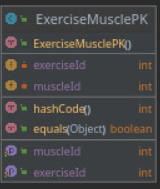 ExerciseMusclePK
ExerciseMusclePK()
exerciseId int
muscleId int
hashCode() int
equals(Object) boolean
muscleId int
exerciseId int